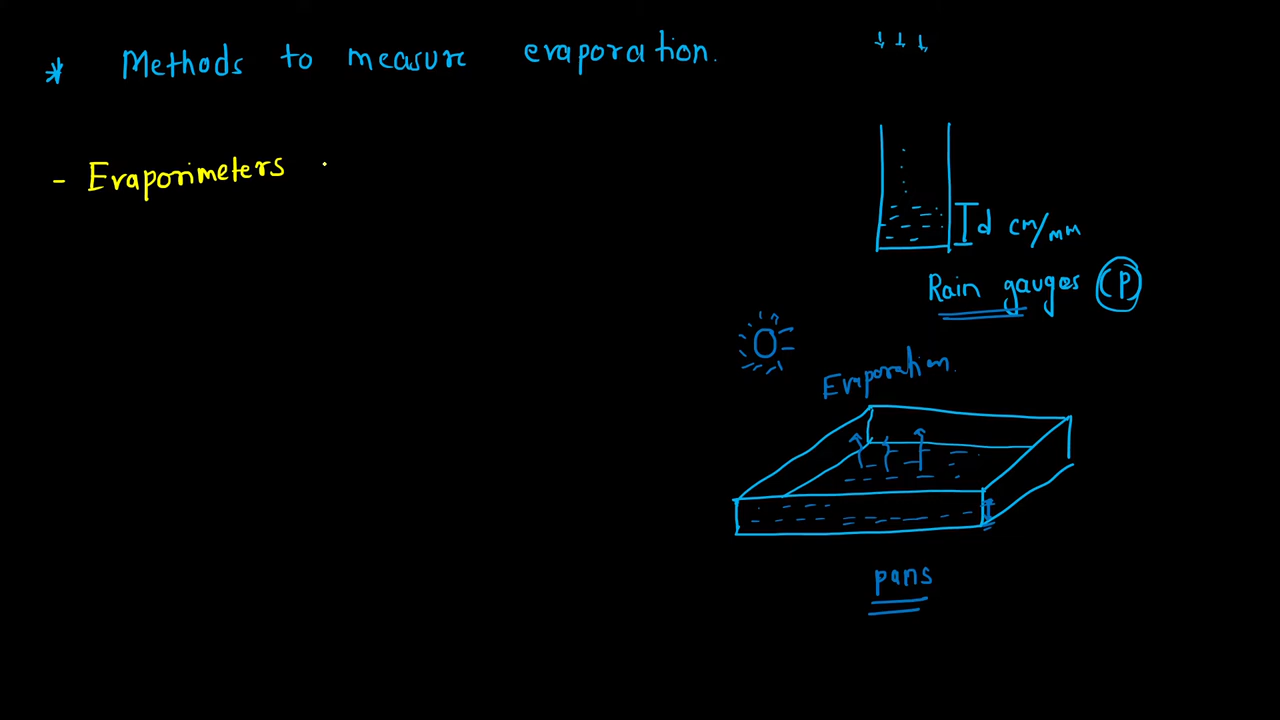 * Methods to measure evaporation.
- Evaporimeters
d cm/mm
Rain gauges (P)
Evaporation.
pans